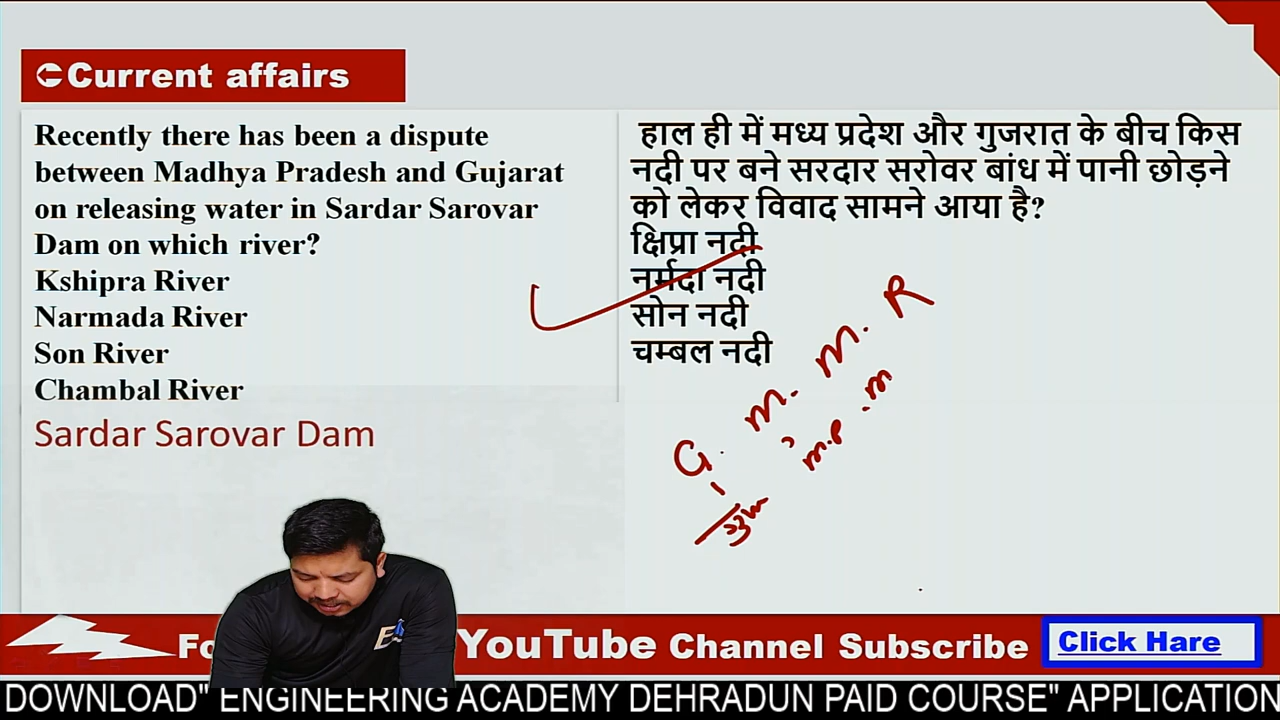 Current affairs
Recently there has been a dispute
between Madhya Pradesh and Gujarat
on releasing water in Sardar Sarovar
Dam on which river?
Kshipra River
Narmada River
Son River
Chambal River
Sardar Sarovar Dam
हाल ही में मध्य प्रदेश और गुजरात के बीच किस
नदी पर बने सरदार सरोवर बांध में पानी छोड़ने
को लेकर विवाद सामने आया है?
क्षिप्रा नदी
नर्मदा नदी
सोन नदी
चम्बल नदी
G. M. M. R
M.P. M
YouTube Channel Subscribe
Click Hare
DOWNLOAD" ENGINEERING ACADEMY DEHRADUN PAID COURSE" APPLICATION